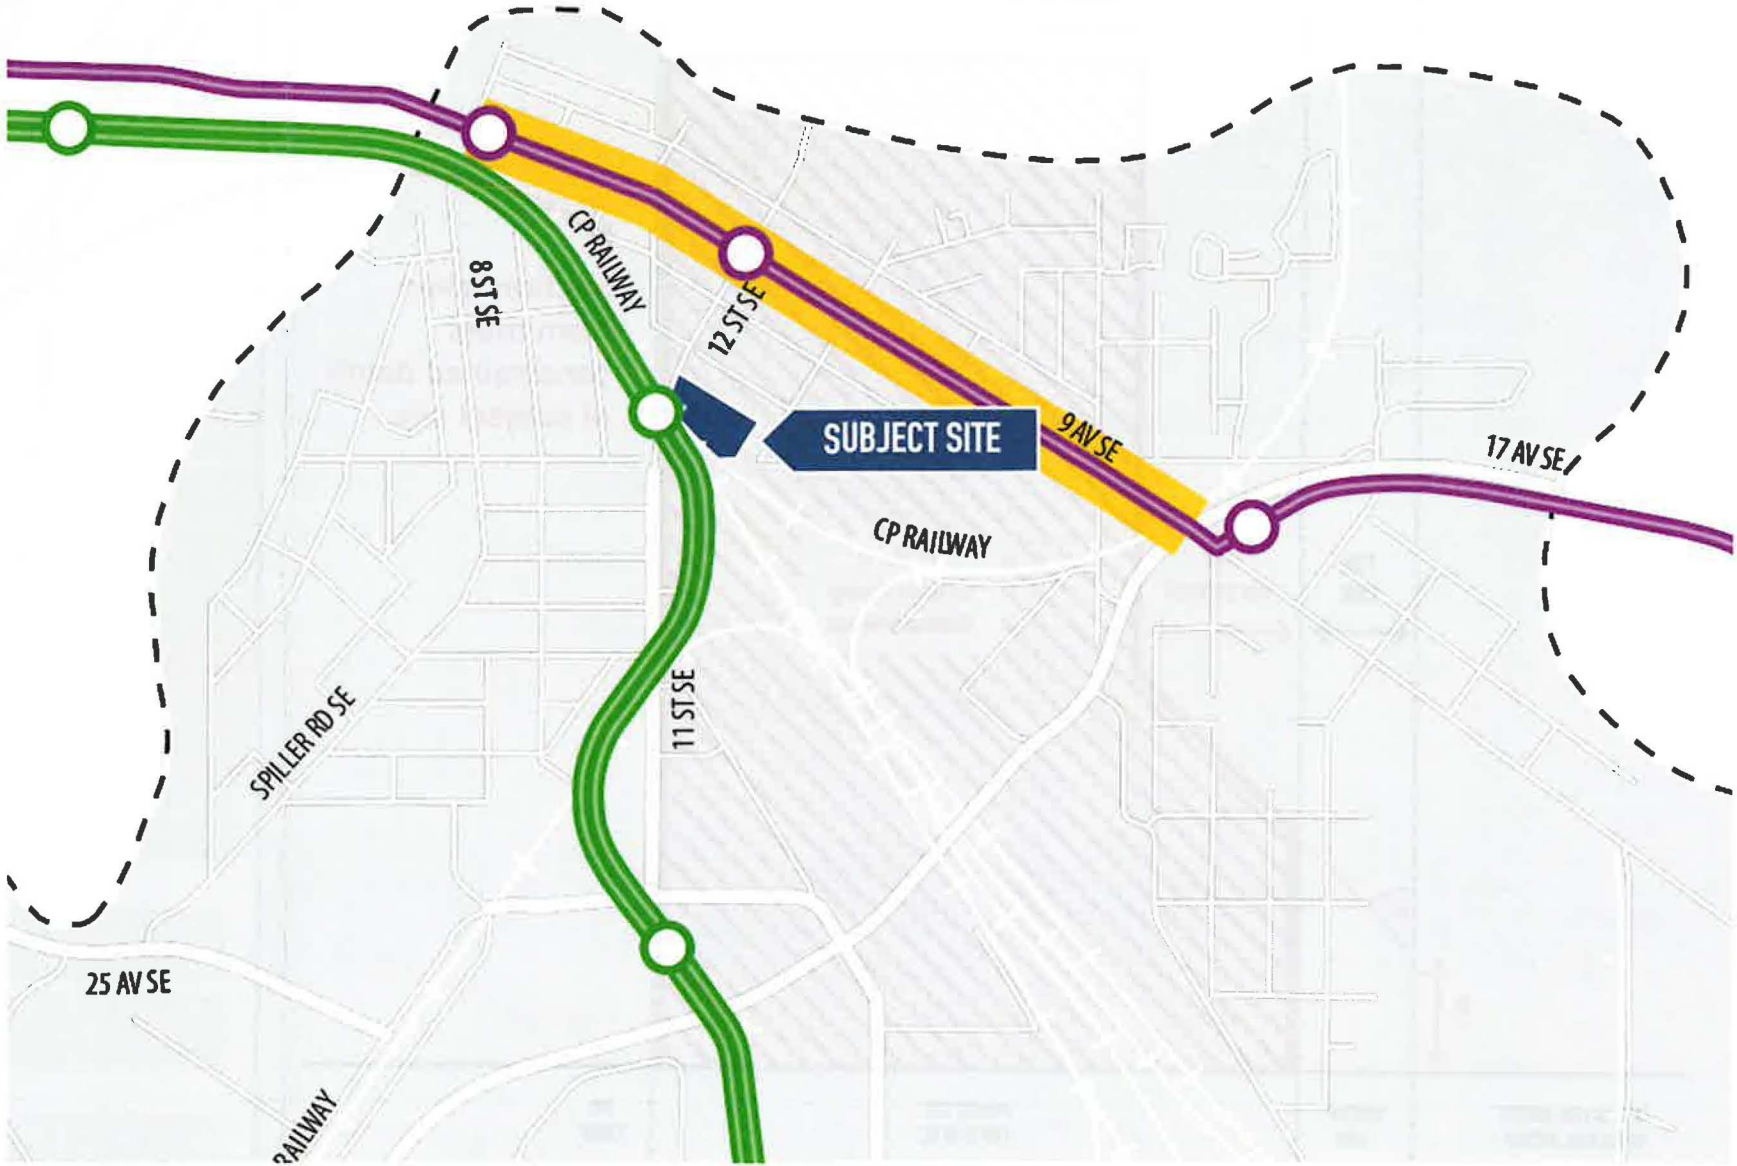 CP RAILWAY
8 ST SE
12 ST SE
SUBJECT SITE
9 AV SE
17 AV SE
CP RAILWAY
11 ST SE
SPILLER RD SE
25 AV SE
RAILWAY